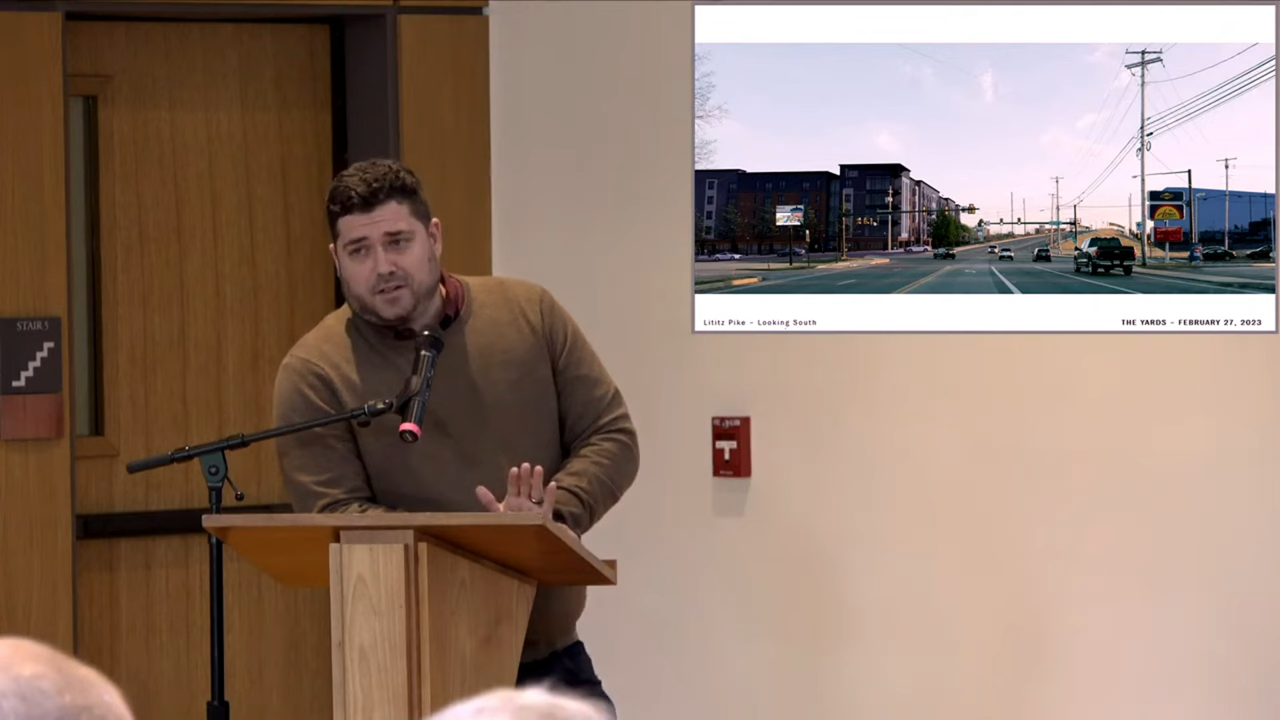 STAIR 5
Lititz Pike - Looking South
THE YARDS - FEBRUARY 27, 2023